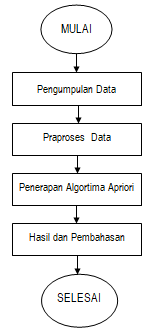 MULAI
Pengumpulan Data
Praproses Data
Penerapan Algortima Apriori
Hasil dan Pembahasan
SELESAI